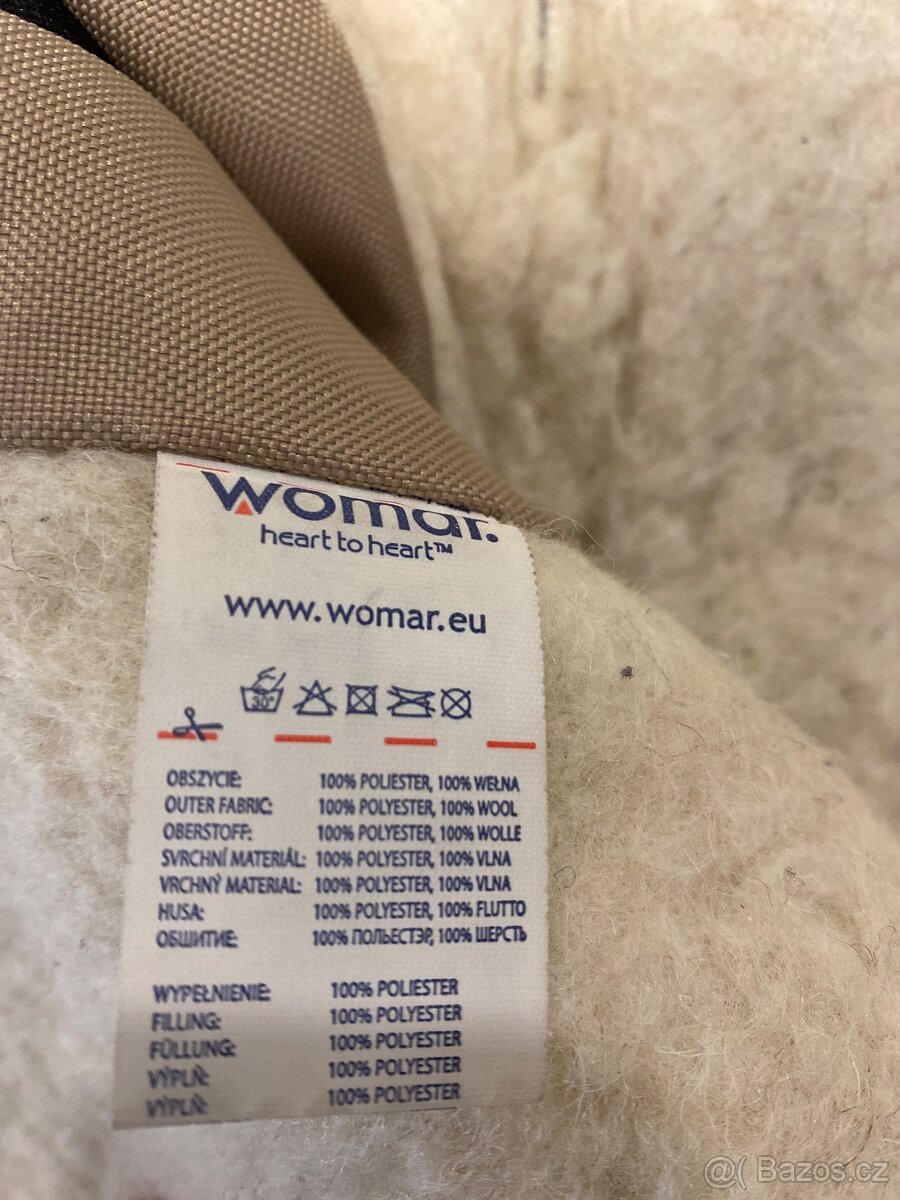 womar.
heart to heart™
www.womar.eu
30°
OBSZYCIE: 100% POLIESTER, 100% WEŁNA
OUTER FABRIC: 100% POLYESTER, 100% WOOL
OBERSTOFF: 100% POLYESTER, 100% WOLLE
SVRCHNÍ MATERIÁL: 100% POLYESTER, 100% VLNA
VRCHNÝ MATERIAL: 100% POLYESTER, 100% VLNA
HUSA: 100% POLYESTER, 100% FLUTTO
ОБШИТИЕ: 100% ПОЛЬЕСТЭР, 100% ШЕРСТЬ
WYPEŁNIENIE: 100% POLIESTER
FILLING: 100% POLYESTER
FÜLLUNG: 100% POLYESTER
VÝPLŇ: 100% POLYESTER
VÝPLŇ: 100% POLYESTER
@( Bazos.cz